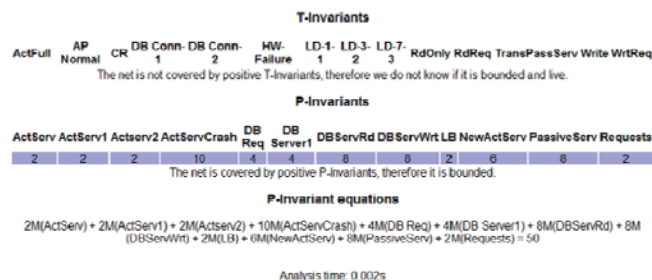 T-Invariants
ActFull AP Normal CR DB Conn-1 DB Conn-2 HW-Failure LD-1-1 LD-3-2 LD-7-3 RdOnly RdReq TransPassServ Write WrtReq
The net is not covered by positive T-Invariants, therefore we do not know if it is bounded and live.
P-Invariants
ActServ ActServ1 Actserv2 ActServCrash DB Req DB Server1 DBServRd DBServWrt LB NewActServ PassiveServ Requests
2 2 2 10 4 4 8 8 2 6 8 2
The net is covered by positive P-Invariants, therefore it is bounded.
P-Invariant equations
2M(ActServ) + 2M(ActServ1) + 2M(Actserv2) + 10M(ActServCrash) + 4M(DB Req) + 4M(DB Server1) + 8M(DBServRd) + 8M
(DBServWrt) + 2M(LB) + 6M(NewActServ) + 8M(PassiveServ) + 2M(Requests) = 50
Analysis time: 0.002s